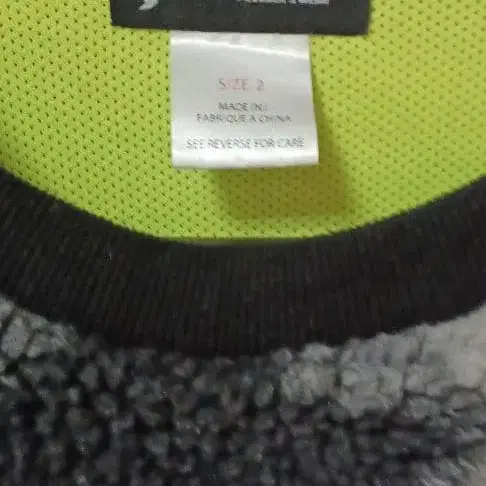 SIZE 2
MADE IN/
FABRIQUE A CHINA
SEE REVERSE FOR CARE